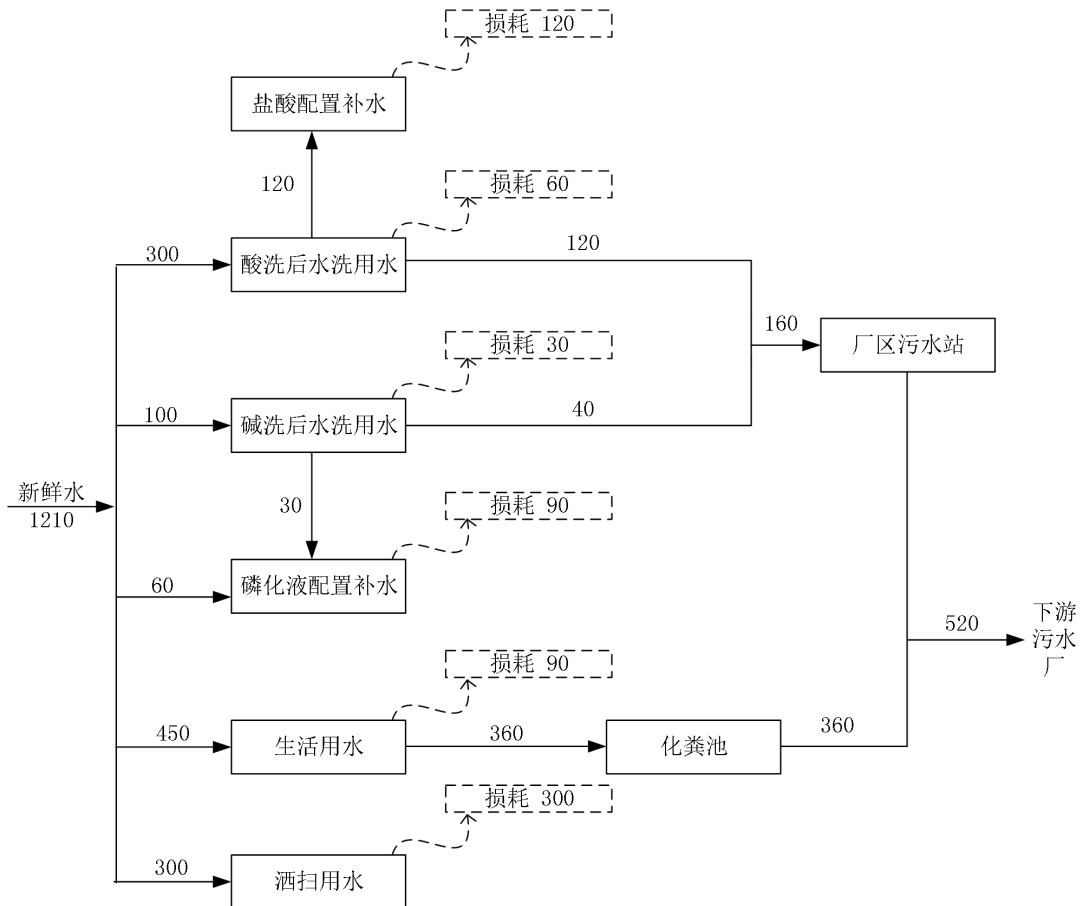 损耗 120
盐酸配置补水
120
损耗 60
300
酸洗后水洗用水
120
160
厂区污水站
损耗 30
100
碱洗后水洗用水
40
新鲜水
1210
30
损耗 90
60
磷化液配置补水
520
下游
污水
厂
损耗 90
450
生活用水
360
化粪池
360
损耗 300
300
洒扫用水